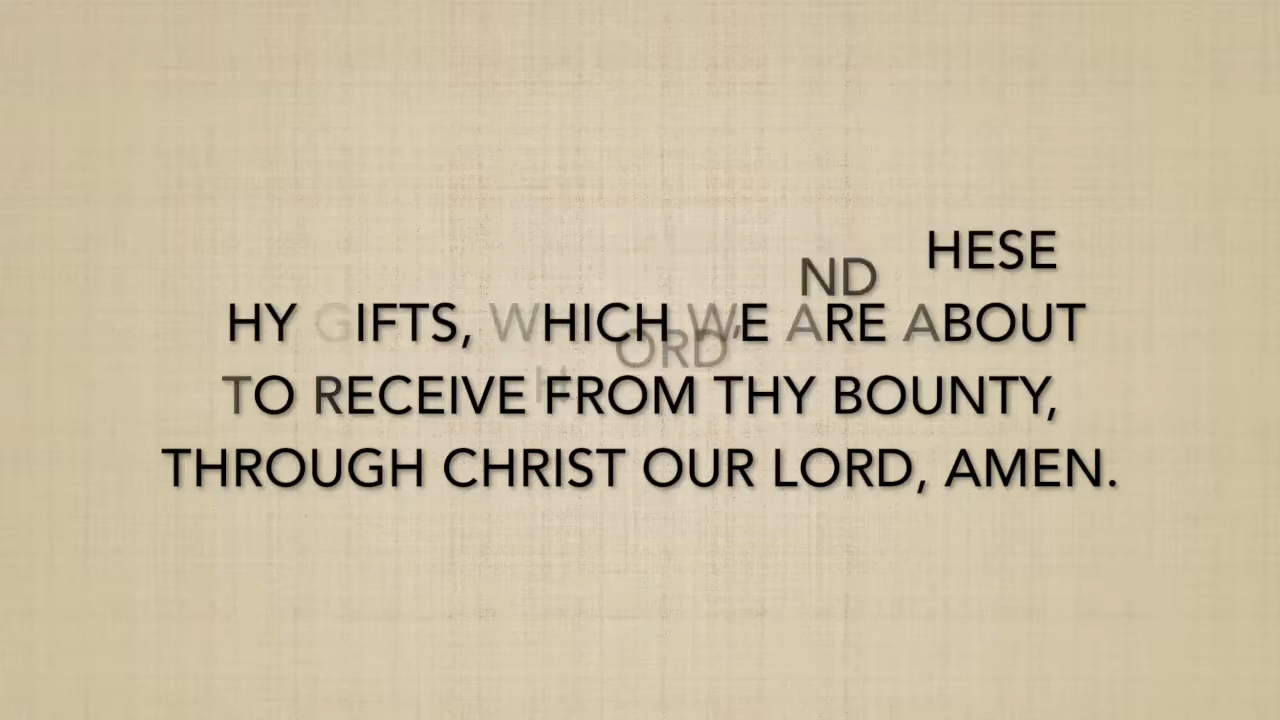 HESE
ND
HY GIFTS, WHICH WE ARE ABOUT
ORD,
TO RECEIVE FROM THY BOUNTY,
THROUGH CHRIST OUR LORD, AMEN.